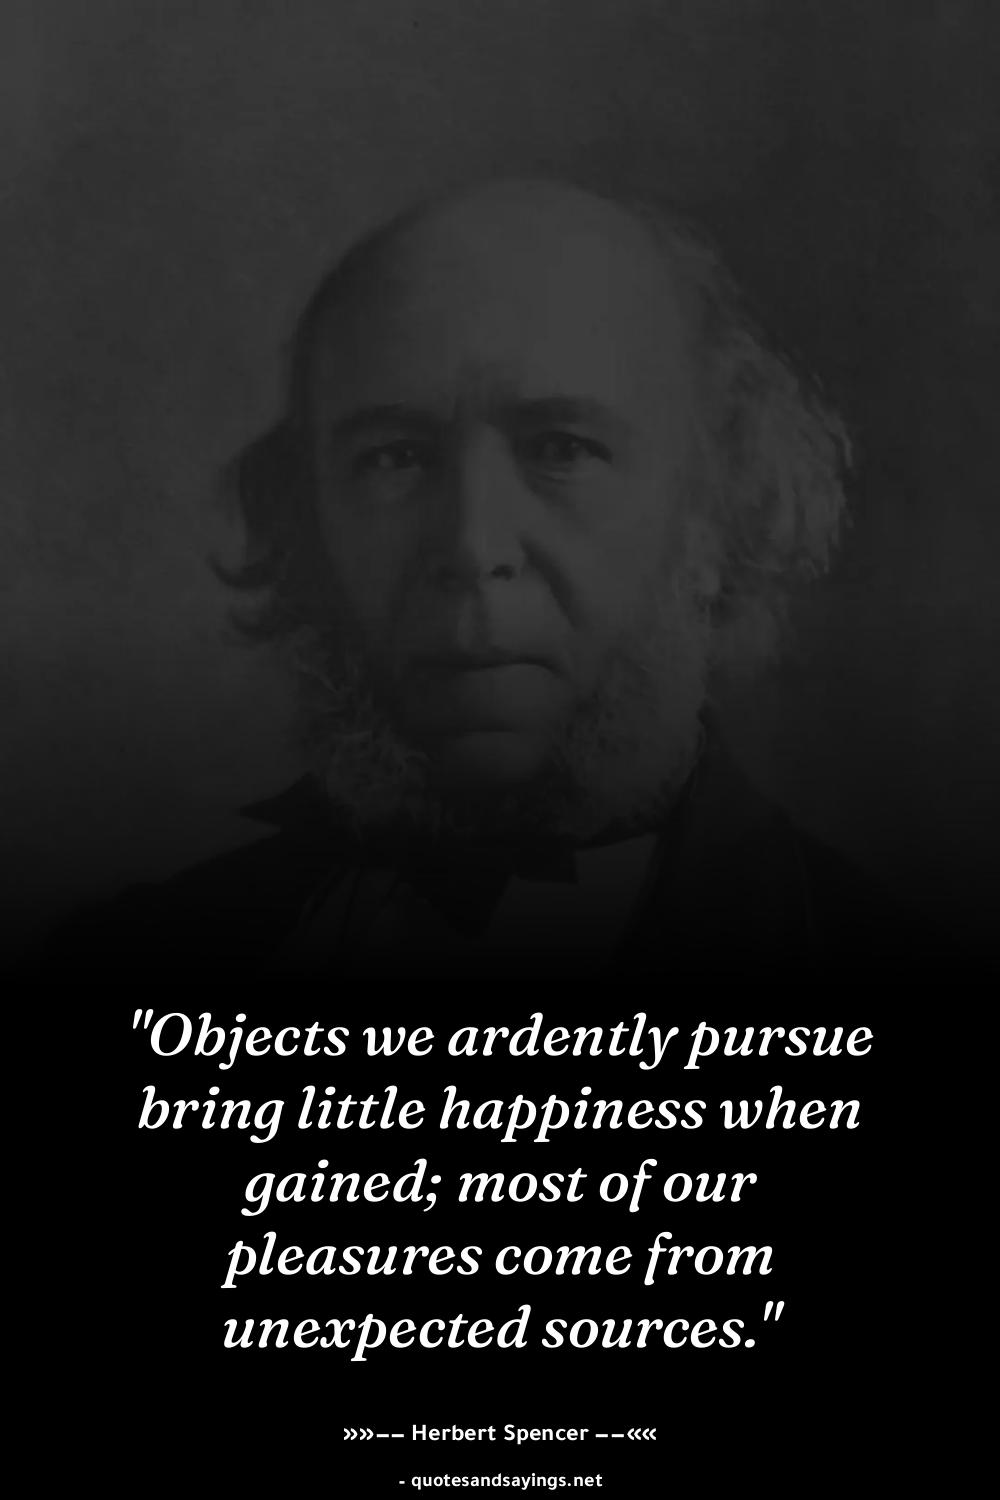 "Objects we ardently pursue
bring little happiness when
gained; most of our
pleasures come from
unexpected sources."
»»–– Herbert Spencer ––««
- quotesandsayings.net